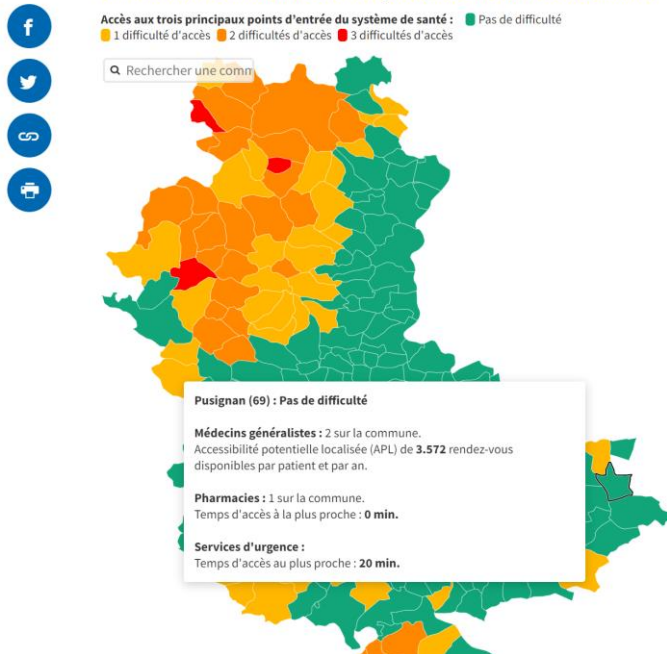 Accès aux trois principaux points d'entrée du système de santé : Pas de difficulté
1 difficulté d'accès 2 difficultés d'accès 3 difficultés d'accès
Rechercher une comm
Pusignan (69) : Pas de difficulté
Médecins généralistes : 2 sur la commune.
Accessibilité potentielle localisée (APL) de 3.572 rendez-vous
disponibles par patient et par an.
Pharmacies : 1 sur la commune.
Temps d'accès à la plus proche : 0 min.
Services d'urgence :
Temps d'accès au plus proche : 20 min.